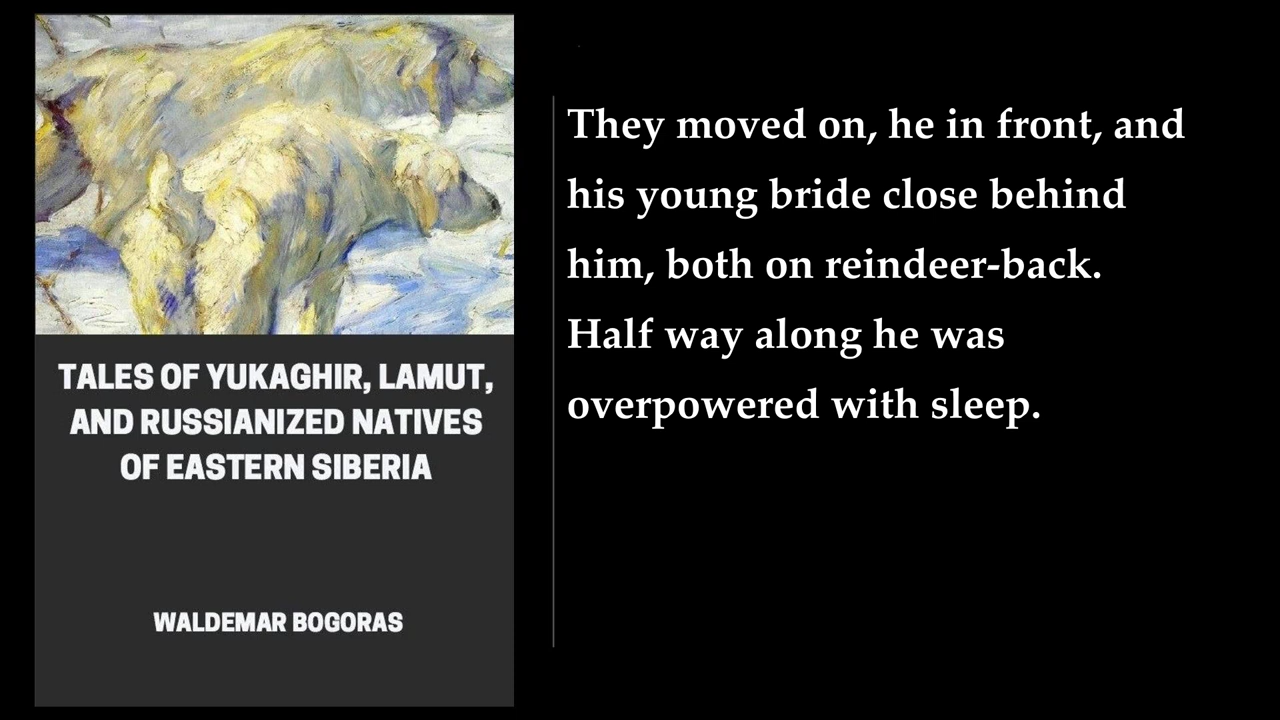 TALES OF YUKAGHIR, LAMUT,
AND RUSSIANIZED NATIVES
OF EASTERN SIBERIA
WALDEMAR BOGORAS
They moved on, he in front, and
his young bride close behind
him, both on reindeer-back.
Half way along he was
overpowered with sleep.